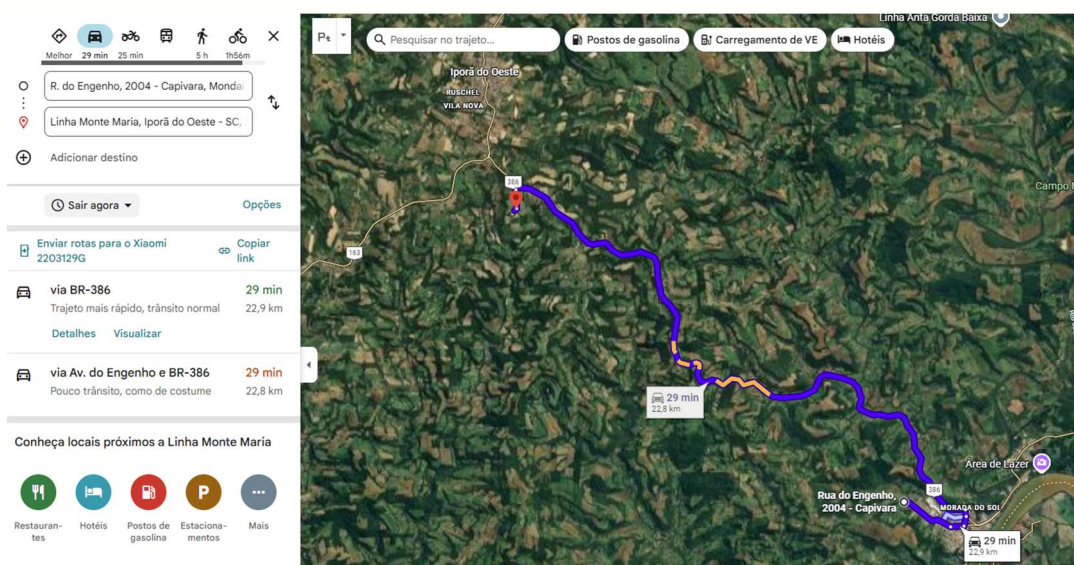 Melhor
29 min
25 min
5 h
1h56m
R. do Engenho, 2004 - Capivara, Mondaí
Linha Monte Maria, Iporã do Oeste - SC,
Adicionar destino
Sair agora
Opções
Enviar rotas para o Xiaomi
2203129G
Copiar
link
via BR-386
29 min
Trajeto mais rápido, trânsito normal
22,9 km
Detalhes
Visualizar
via Av. do Engenho e BR-386
29 min
Pouco trânsito, como de costume
22,8 km
Conheça locais próximos a Linha Monte Maria
P
Restauran-
tes
Hotéis
Postos de
gasolina
Estaciona-
mentos
Mais
Pesquisar no trajeto...
Postos de gasolina
Carregamento de VE
Hotéis
Linha Anta Gorda Baixa
Iporã do Oeste
RUSCHEL
VILA NOVA
386
163
Campo
29 min
22,8 km
Área de Lazer
386
Rua do Engenho,
2004 - Capivara
MORADA DO SOL
29 min
22,9 km